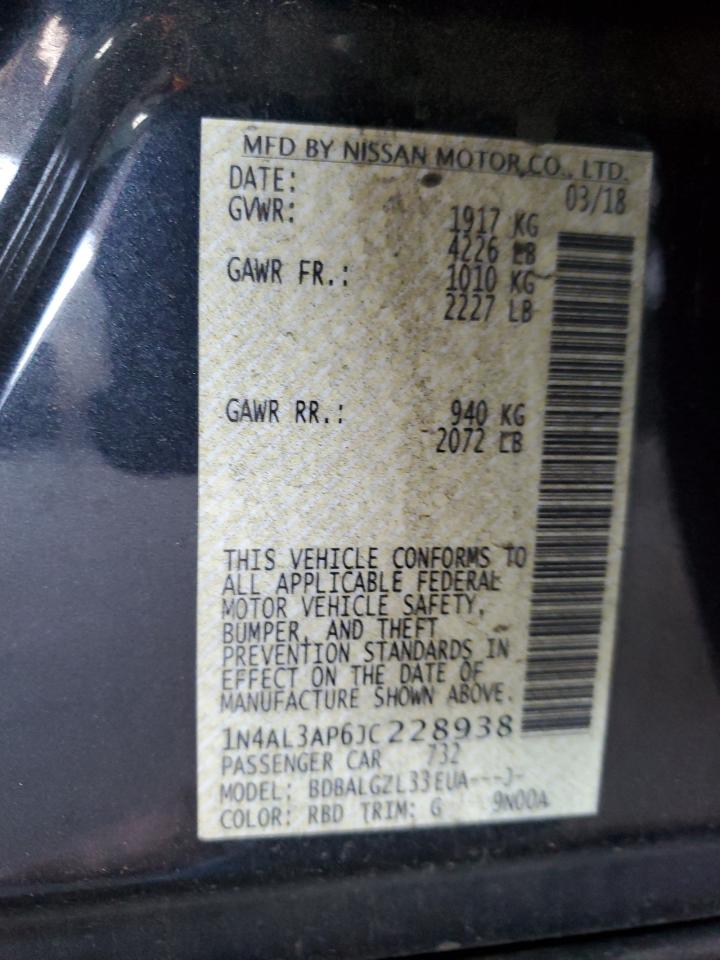 MFD BY NISSAN MOTOR CO., LTD.
DATE: 03/18
GVWR: 1917 KG
4226 LB
GAWR FR.: 1010 KG
2227 LB
GAWR RR.: 940 KG
2072 LB
THIS VEHICLE CONFORMS TO
ALL APPLICABLE FEDERAL
MOTOR VEHICLE SAFETY,
BUMPER, AND THEFT
PREVENTION STANDARDS IN
EFFECT ON THE DATE OF
MANUFACTURE SHOWN ABOVE.
1N4AL3AP6JC228938
PASSENGER CAR 732
MODEL: BDBALGZL33EUA---J-
COLOR: RBD TRIM: G 9N00A